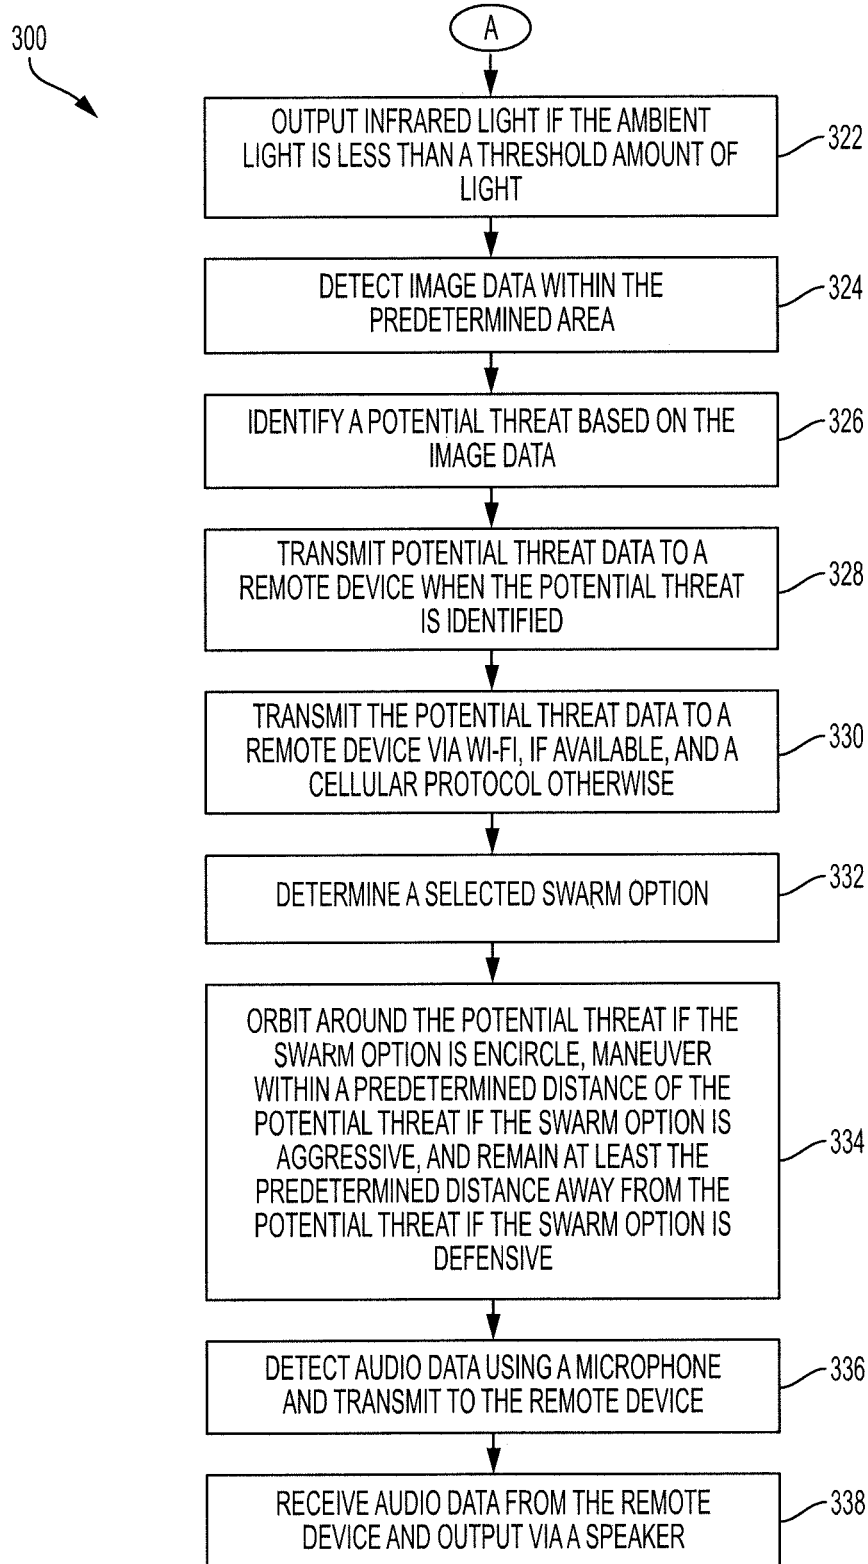 300
A
OUTPUT INFRARED LIGHT IF THE AMBIENT
LIGHT IS LESS THAN A THRESHOLD AMOUNT OF
LIGHT
322
DETECT IMAGE DATA WITHIN THE
PREDETERMINED AREA
324
IDENTIFY A POTENTIAL THREAT BASED ON THE
IMAGE DATA
326
TRANSMIT POTENTIAL THREAT DATA TO A
REMOTE DEVICE WHEN THE POTENTIAL THREAT
IS IDENTIFIED
328
TRANSMIT THE POTENTIAL THREAT DATA TO A
REMOTE DEVICE VIA WI-FI, IF AVAILABLE, AND A
CELLULAR PROTOCOL OTHERWISE
330
DETERMINE A SELECTED SWARM OPTION
332
ORBIT AROUND THE POTENTIAL THREAT IF THE
SWARM OPTION IS ENCIRCLE, MANEUVER
WITHIN A PREDETERMINED DISTANCE OF THE
POTENTIAL THREAT IF THE SWARM OPTION IS
AGGRESSIVE, AND REMAIN AT LEAST THE
PREDETERMINED DISTANCE AWAY FROM THE
POTENTIAL THREAT IF THE SWARM OPTION IS
DEFENSIVE
334
DETECT AUDIO DATA USING A MICROPHONE
AND TRANSMIT TO THE REMOTE DEVICE
336
RECEIVE AUDIO DATA FROM THE REMOTE
DEVICE AND OUTPUT VIA A SPEAKER
338